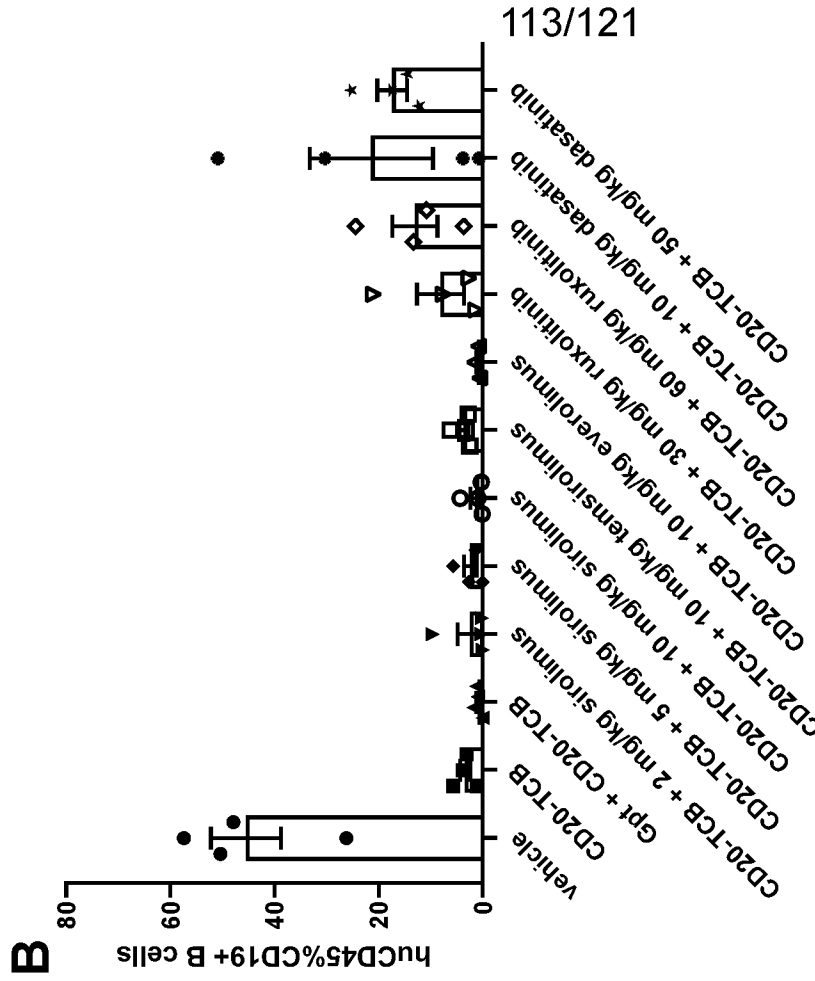 113/121
B
huCD45%CD19+ B cells
80
60
40
20
0
vehicle
CD20-TCB
Gpt + CD20-TCB
CD20-TCB + 2 mg/kg sirolimus
CD20-TCB + 5 mg/kg sirolimus
CD20-TCB + 10 mg/kg sirolimus
CD20-TCB + 10 mg/kg temsirolimus
CD20-TCB + 10 mg/kg everolimus
CD20-TCB + 30 mg/kg ruxolitinib
CD20-TCB + 60 mg/kg ruxolitinib
CD20-TCB + 10 mg/kg dasatinib
CD20-TCB + 50 mg/kg dasatinib